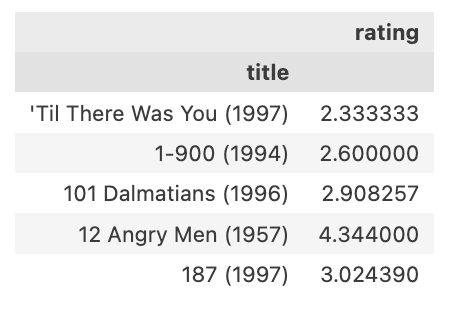 rating
title
'Til There Was You (1997) 2.333333
1-900 (1994) 2.600000
101 Dalmatians (1996) 2.908257
12 Angry Men (1957) 4.344000
187 (1997) 3.024390